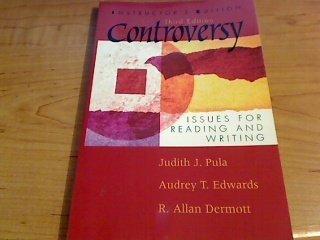 INSTRUCTOR'S EDITION
Third Edition
Controversy
ISSUES FOR
READING AND
WRITING
Judith J. Pula
Audrey T. Edwards
R. Allan Dermott